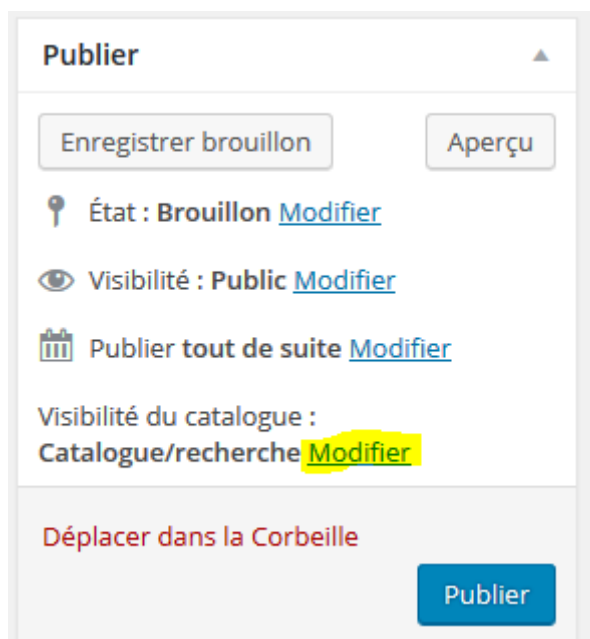 Publier
Enregistrer brouillon Aperçu
État : Brouillon Modifier
Visibilité : Public Modifier
Publier tout de suite Modifier
Visibilité du catalogue :
Catalogue/recherche Modifier
Déplacer dans la Corbeille
Publier